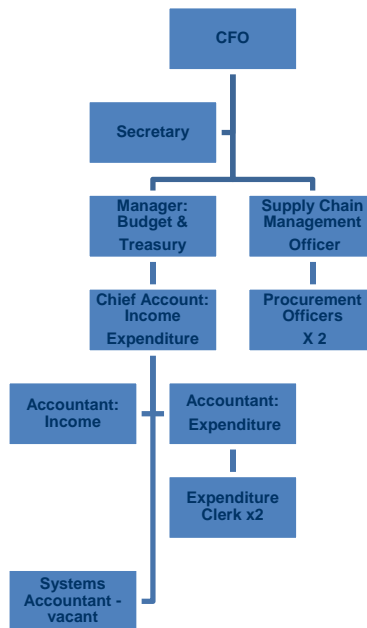 CFO
Secretary
Manager:
Budget &
Treasury
Supply Chain
Management
Officer
Chief Account:
Income
Expenditure
Procurement
Officers
X 2
Accountant:
Income
Accountant:
Expenditure
Expenditure
Clerk x2
Systems
Accountant -
vacant